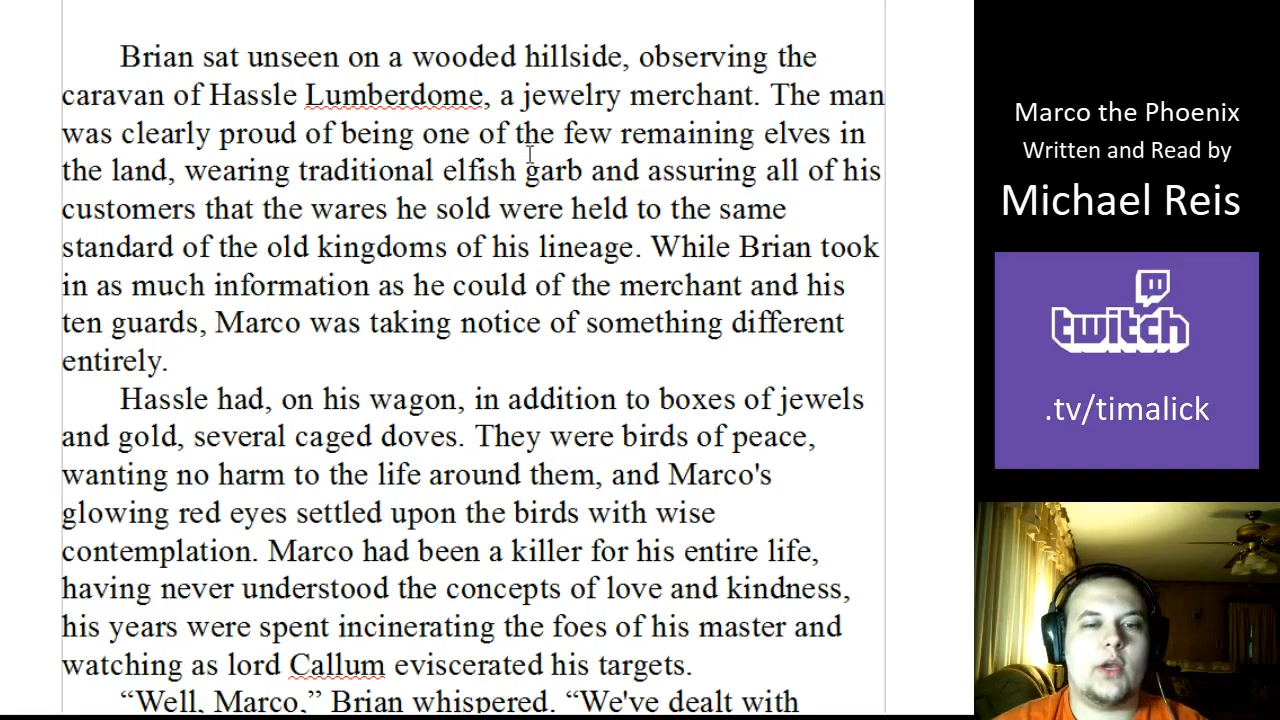 Brian sat unseen on a wooded hillside, observing the
caravan of Hassle Lumberdome, a jewelry merchant. The man
was clearly proud of being one of the few remaining elves in
the land, wearing traditional elfish garb and assuring all of his
customers that the wares he sold were held to the same
standard of the old kingdoms of his lineage. While Brian took
in as much information as he could of the merchant and his
ten guards, Marco was taking notice of something different
entirely.
Hassle had, on his wagon, in addition to boxes of jewels
and gold, several caged doves. They were birds of peace,
wanting no harm to the life around them, and Marco's
glowing red eyes settled upon the birds with wise
contemplation. Marco had been a killer for his entire life,
having never understood the concepts of love and kindness,
his years were spent incinerating the foes of his master and
watching as lord Callum eviscerated his targets.
“Well, Marco,” Brian whispered. “We've dealt with
Marco the Phoenix
Written and Read by
Michael Reis
twitch
.tv/timalick